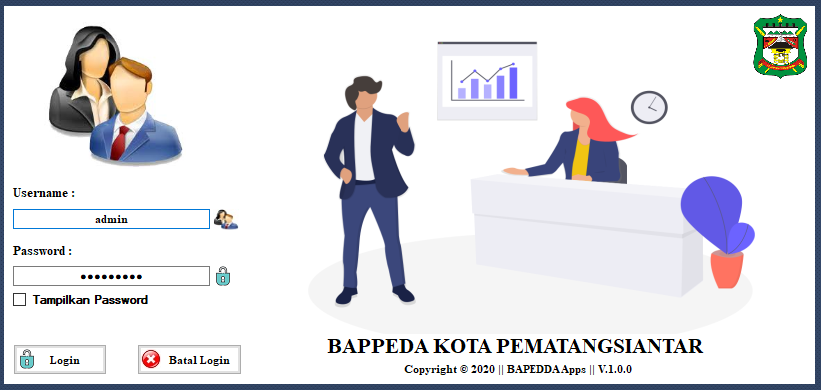 Username :
admin
Password :
●●●●●●●●●
Tampilkan Password
Login
Batal Login
BAPPEDA KOTA PEMATANGSIANTAR
Copyright © 2020 || BAPEDDA Apps || V.1.0.0